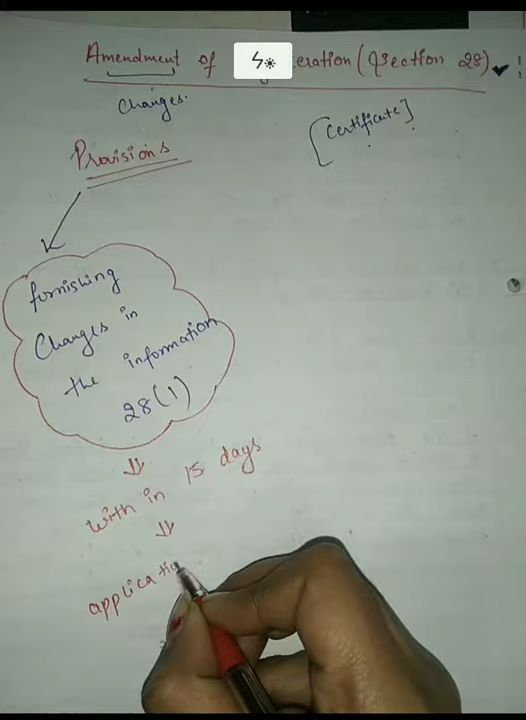 Amendment of eration (Section 28)
Changes.
[Certificate]
Provisions
furnishing
Changes in
the information
28(1)
with in 15 days
applicatio